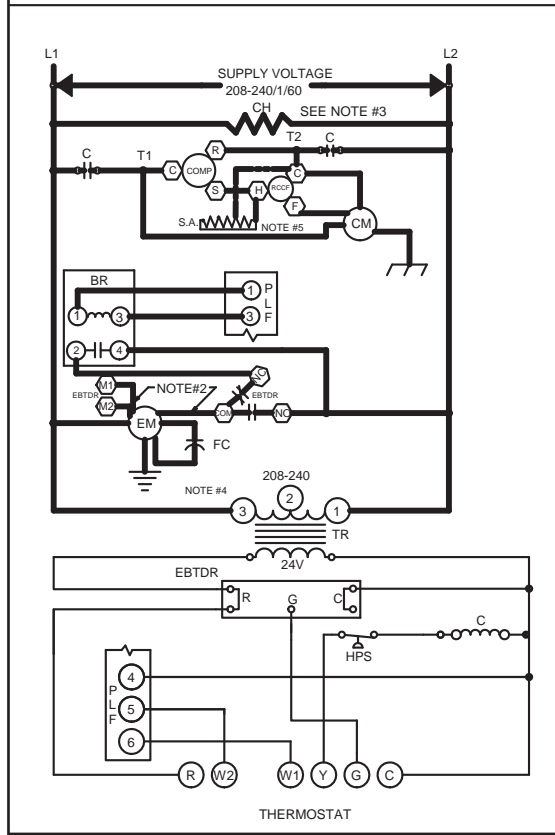 L1 L2
SUPPLY VOLTAGE
208-240/1/60
CH SEE NOTE #3
C T1 R T2 C
C COMP C
S H RCCF
F
S.A. NOTE #5 CM
BR
1 3 1 P
L
3 F
2 4
NC
M1 NOTE#2
EBTDR M2 EBTDR
EM COM NO
FC
208-240
NOTE #4 3 2 1
TR
24V
EBTDR
R G C
C
HPS
4
P
L 5
F
6
R W2 W1 Y G C
THERMOSTAT